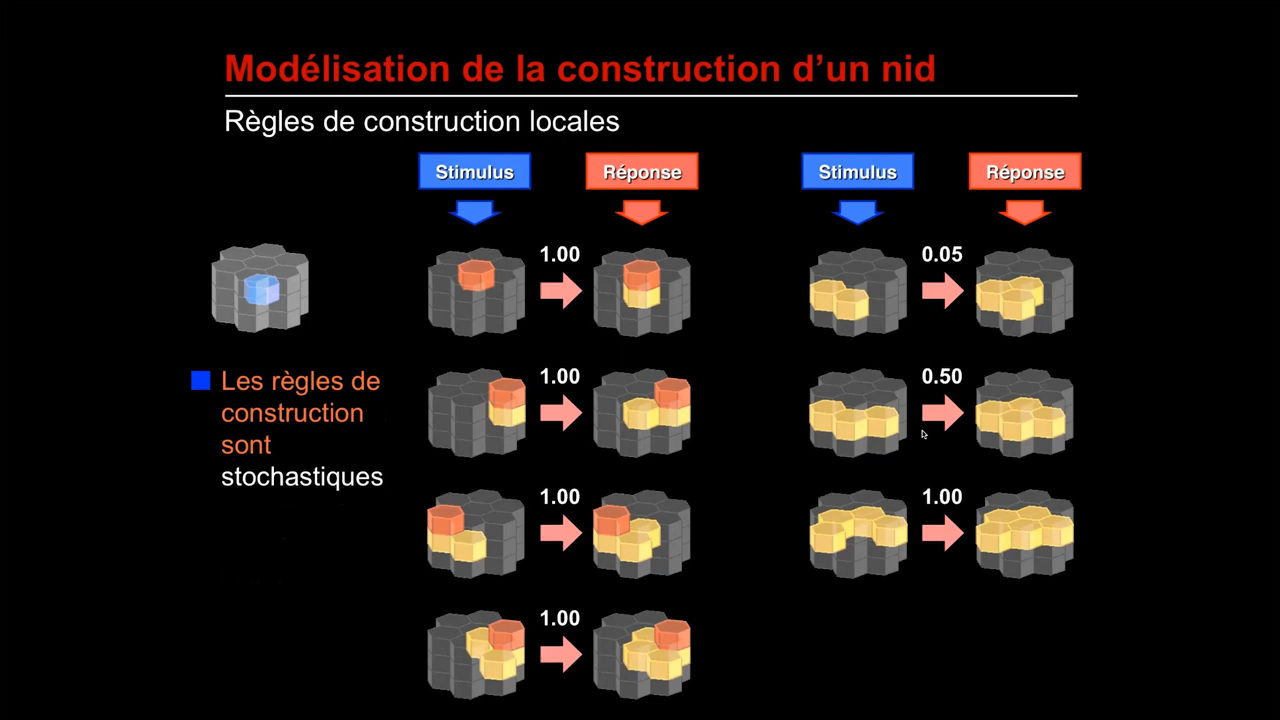 Modélisation de la construction d’un nid
Règles de construction locales
Stimulus
Réponse
Stimulus
Réponse
1.00
0.05
1.00
0.50
Les règles de
construction
sont
stochastiques
1.00
1.00
1.00